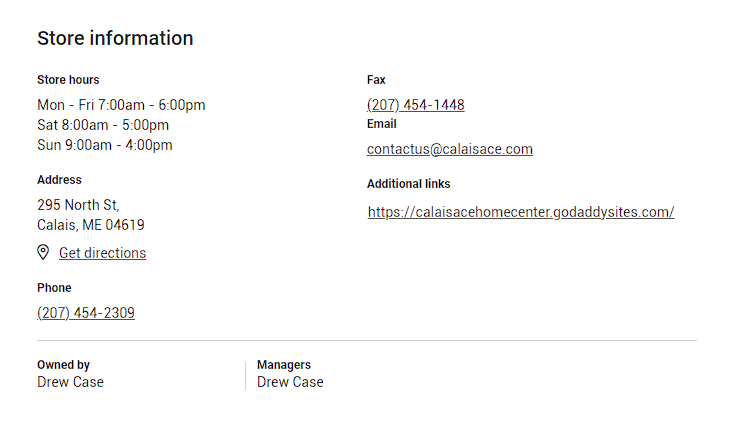 Store information
Store hours
Mon - Fri 7:00am - 6:00pm
Sat 8:00am - 5:00pm
Sun 9:00am - 4:00pm
Address
295 North St,
Calais, ME 04619
Get directions
Phone
(207) 454-2309
Fax
(207) 454-1448
Email
contactus@calaisace.com
Additional links
https://calaisacehomecenter.godaddysites.com/
Owned by
Drew Case
Managers
Drew Case